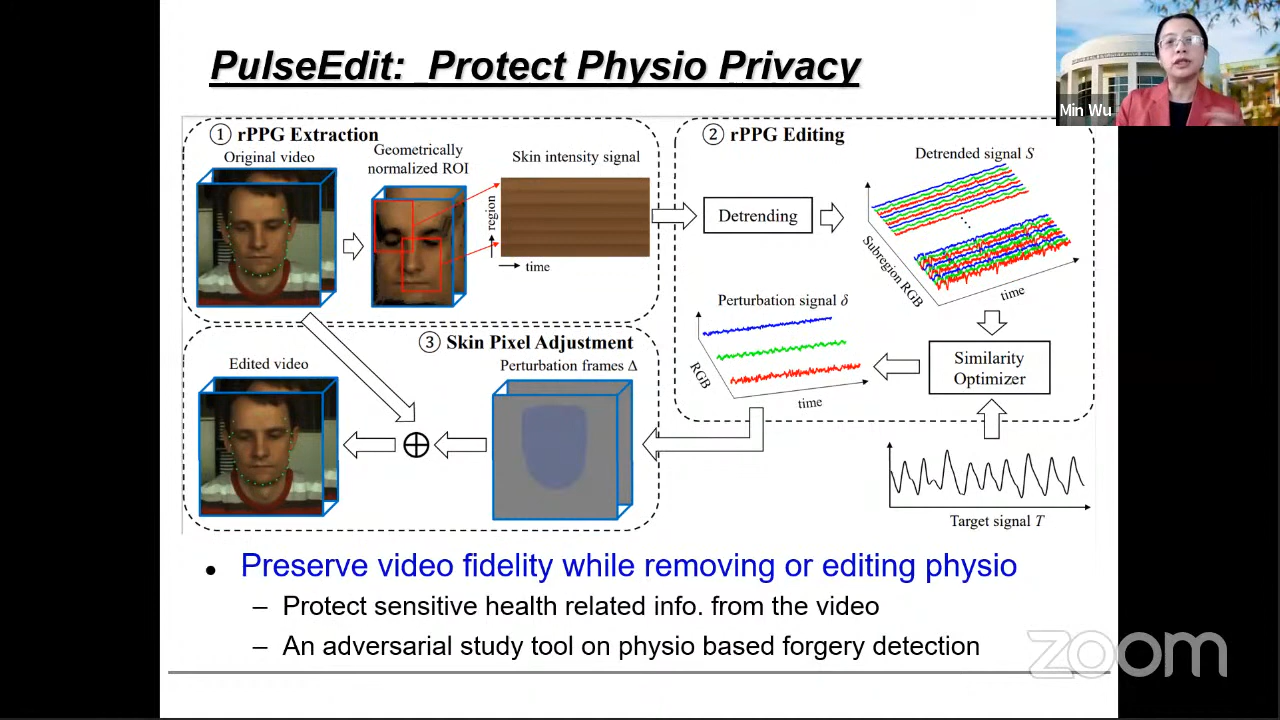 PulseEdit: Protect Physio Privacy
Min Wu
① rPPG Extraction
Original video
Geometrically
normalized ROI
Skin intensity signal
region
time
② rPPG Editing
Detrending
Detrended signal S
Subregion RGB
time
Perturbation signal δ
RGB
time
Similarity
Optimizer
Target signal T
③ Skin Pixel Adjustment
Edited video
Perturbation frames Δ
• Preserve video fidelity while removing or editing physio
– Protect sensitive health related info. from the video
– An adversarial study tool on physio based forgery detection
zoom